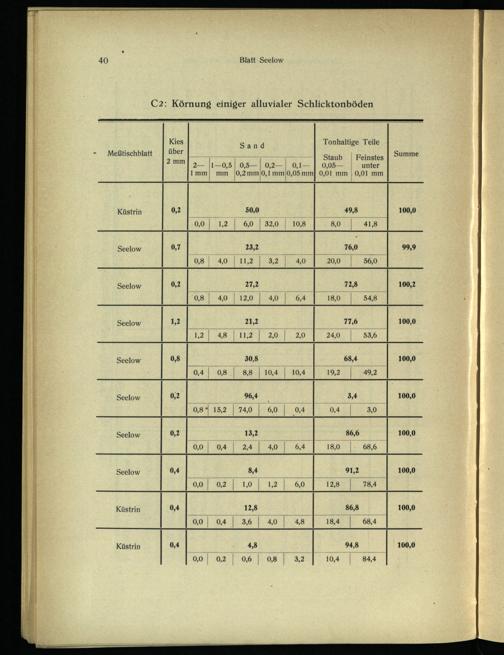 40
Blatt Seelow
C2: Körnung einiger alluvialer Schlicktonböden
Meßtischblatt Kies über 2 mm Sand Tonhaltige Teile Summe
2—1 mm 1—0,5 mm 0,5—0,2 mm 0,2—0,1 mm 0,1—0,05 mm Staub 0,05—0,01 mm Feinstes unter 0,01 mm
Küstrin 0,2 50,0 49,8 100,0
0,0 1,2 6,0 32,0 10,8 8,0 41,8
Seelow 0,7 23,2 76,0 99,9
0,8 4,0 11,2 3,2 4,0 20,0 56,0
Seelow 0,2 27,2 72,8 100,2
0,8 4,0 12,0 4,0 6,4 18,0 54,8
Seelow 1,2 21,2 77,6 100,0
1,2 4,8 11,2 2,0 2,0 24,0 53,6
Seelow 0,8 30,8 68,4 100,0
0,4 0,8 8,8 10,4 10,4 19,2 49,2
Seelow 0,2 96,4 3,4 100,0
0,8 15,2 74,0 6,0 0,4 0,4 3,0
Seelow 0,2 13,2 86,6 100,0
0,0 0,4 2,4 4,0 6,4 18,0 68,6
Seelow 0,4 8,4 91,2 100,0
0,0 0,2 1,0 1,2 6,0 12,8 78,4
Küstrin 0,4 12,8 86,8 100,0
0,0 0,4 3,6 4,0 4,8 18,4 68,4
Küstrin 0,4 4,8 94,8 100,0
0,0 0,2 0,6 0,8 3,2 10,4 84,4